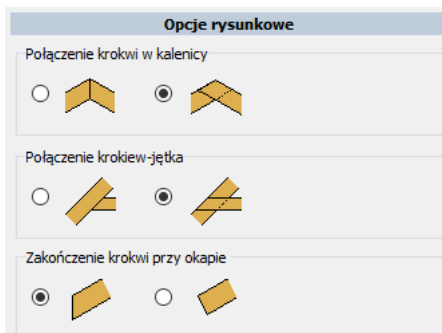 Opcje rysunkowe
Połączenie krokwi w kalenicy
Połączenie krokiew-jętka
Zakończenie krokwi przy okapie